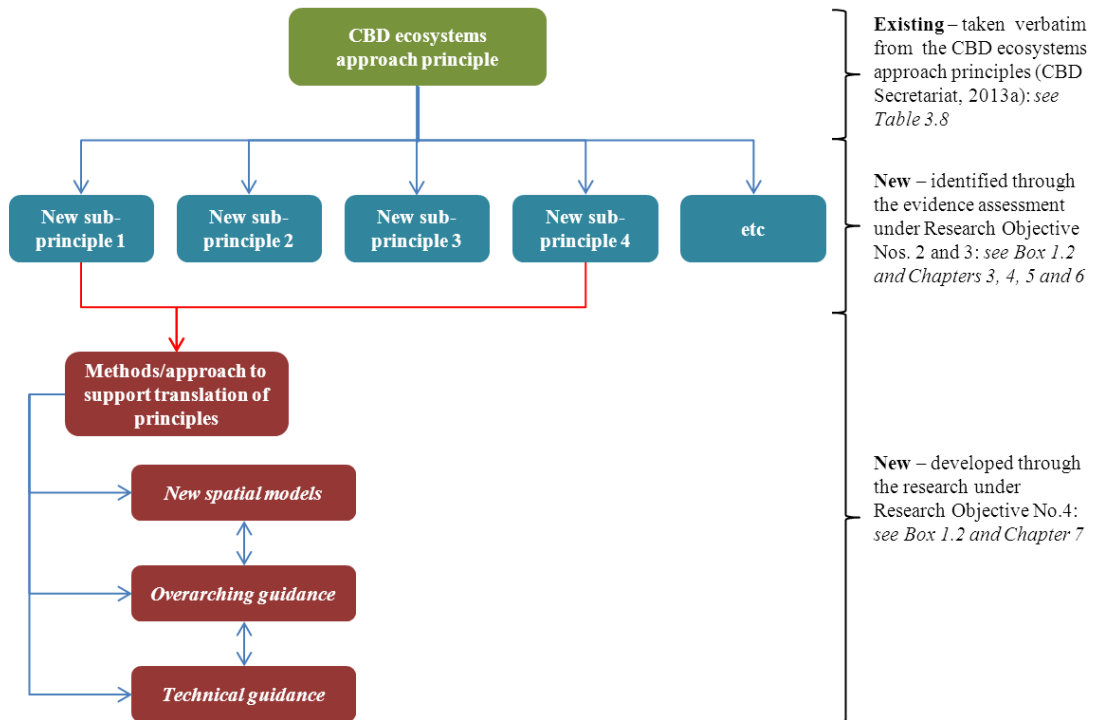 CBD ecosystems
approach principle
Existing – taken verbatim
from the CBD ecosystems
approach principles (CBD
Secretariat, 2013a): see
Table 3.8
New sub-
principle 1
New sub-
principle 2
New sub-
principle 3
New sub-
principle 4
etc
New – identified through
the evidence assessment
under Research Objective
Nos. 2 and 3: see Box 1.2
and Chapters 3, 4, 5 and 6
Methods/approach to
support translation of
principles
New spatial models
Overarching guidance
Technical guidance
New – developed through
the research under
Research Objective No.4:
see Box 1.2 and Chapter 7